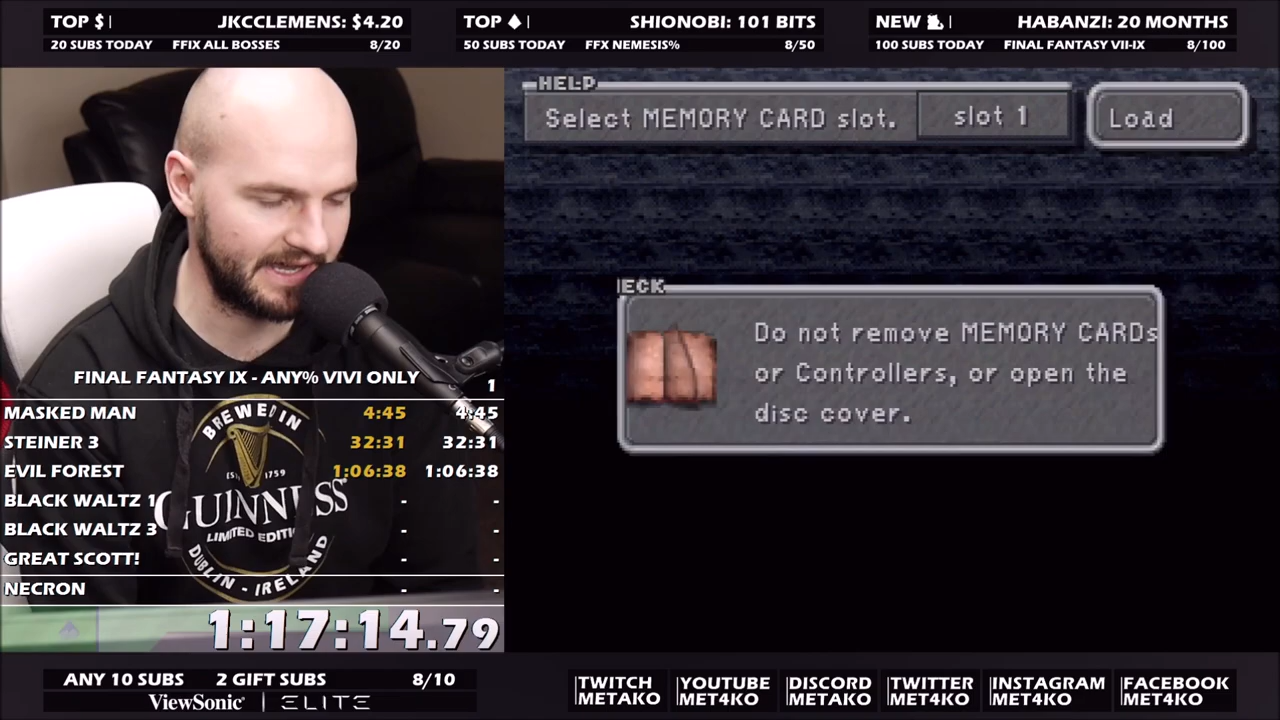 TOP $ JKCCLEMENS: $4.20
20 SUBS TODAY FFIX ALL BOSSES 8/20
TOP SHIONOBI: 101 BITS
50 SUBS TODAY FFX NEMESIS% 8/50
NEW HABANZI: 20 MONTHS
100 SUBS TODAY FINAL FANTASY VII-IX 8/100
HELP
Select MEMORY CARD slot. slot 1
Load
ECK
Do not remove MEMORY CARDs
or Controllers, or open the
disc cover.
FINAL FANTASY IX - ANY% VIVI ONLY 1
MASKED MAN 4:45 4:45
STEINER 3 32:31 32:31
EVIL FOREST 1:06:38 1:06:38
BLACK WALTZ 1 - -
BLACK WALTZ 3 - -
GREAT SCOTT! - -
NECRON - -
1:17:14.79
BREWED IN
1759
GUINNESS
LIMITED EDITI
DUBLIN - IRELAND
ANY 10 SUBS 2 GIFT SUBS 8/10
ViewSonic | ELITE
TWITCH
METAKO
YOUTUBE
MET4KO
DISCORD
METAKO
TWITTER
MET4KO
INSTAGRAM
MET4KO
FACEBOOK
MET4KO